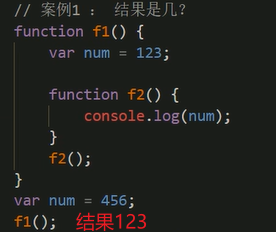 // 案例1 ： 结果是几？
function f1() {
    var num = 123;

    function f2() {
        console.log(num);
    }
    f2();
}
var num = 456;
f1(); 结果123